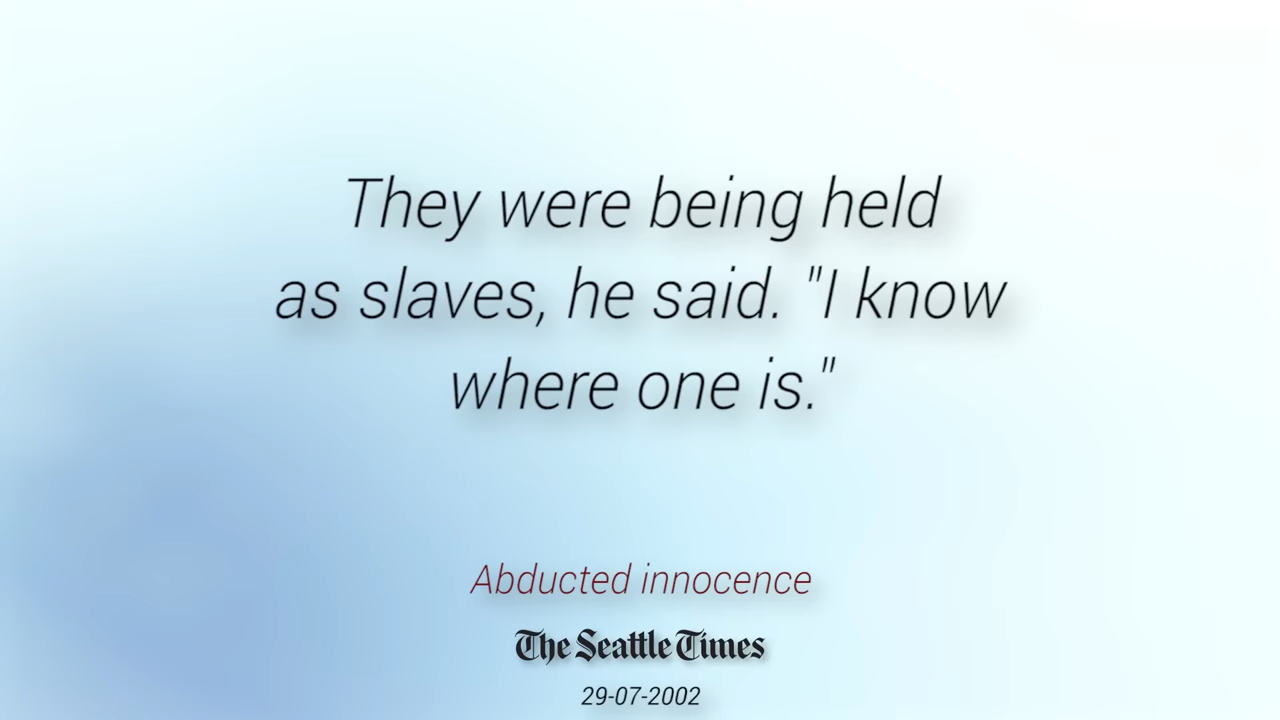 They were being held
as slaves, he said. "I know
where one is."
Abducted innocence
The Seattle Times
29-07-2002